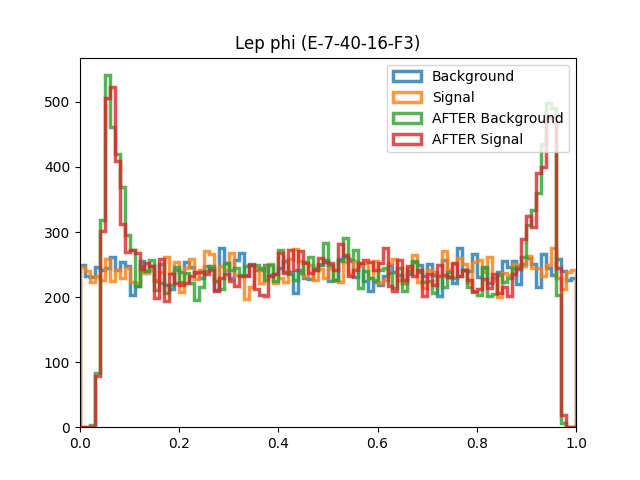 Lep phi (E-7-40-16-F3)
Background
Signal
AFTER Background
AFTER Signal
500
400
300
200
100
0
0.0 0.2 0.4 0.6 0.8 1.0